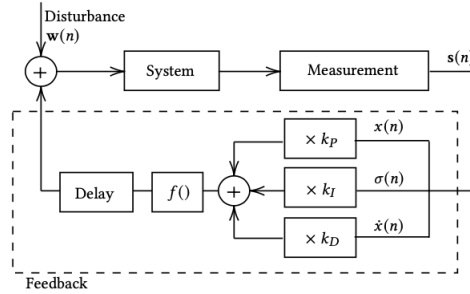 Disturbance
w(n)
+
System
Measurement
s(n)
× k_P
x(n)
Delay
f()
+
× k_I
σ(n)
× k_D
ẋ(n)
Feedback